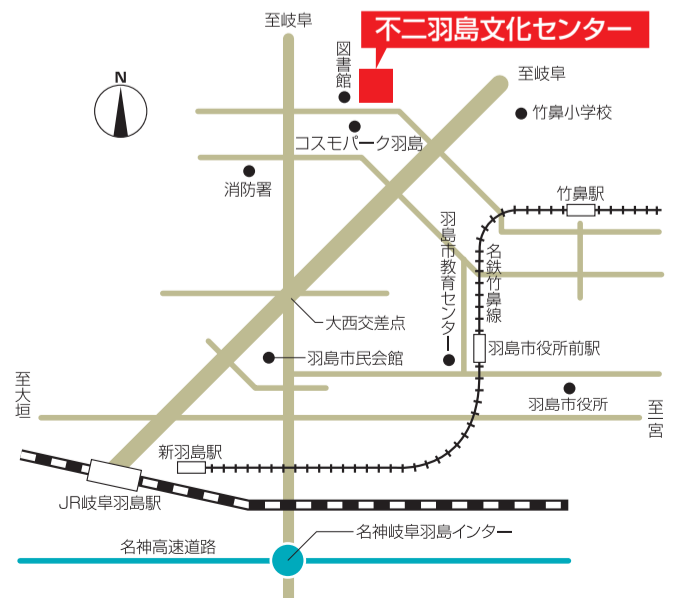 至岐阜
不二羽島文化センター
図書館
至岐阜
N
竹鼻小学校
コスモパーク羽島
消防署
竹鼻駅
羽島市教育センター
名鉄竹鼻線
大西交差点
羽島市役所前駅
羽島市民会館
至大垣
羽島市役所
至一宮
新羽島駅
JR岐阜羽島駅
名神岐阜羽島インター
名神高速道路